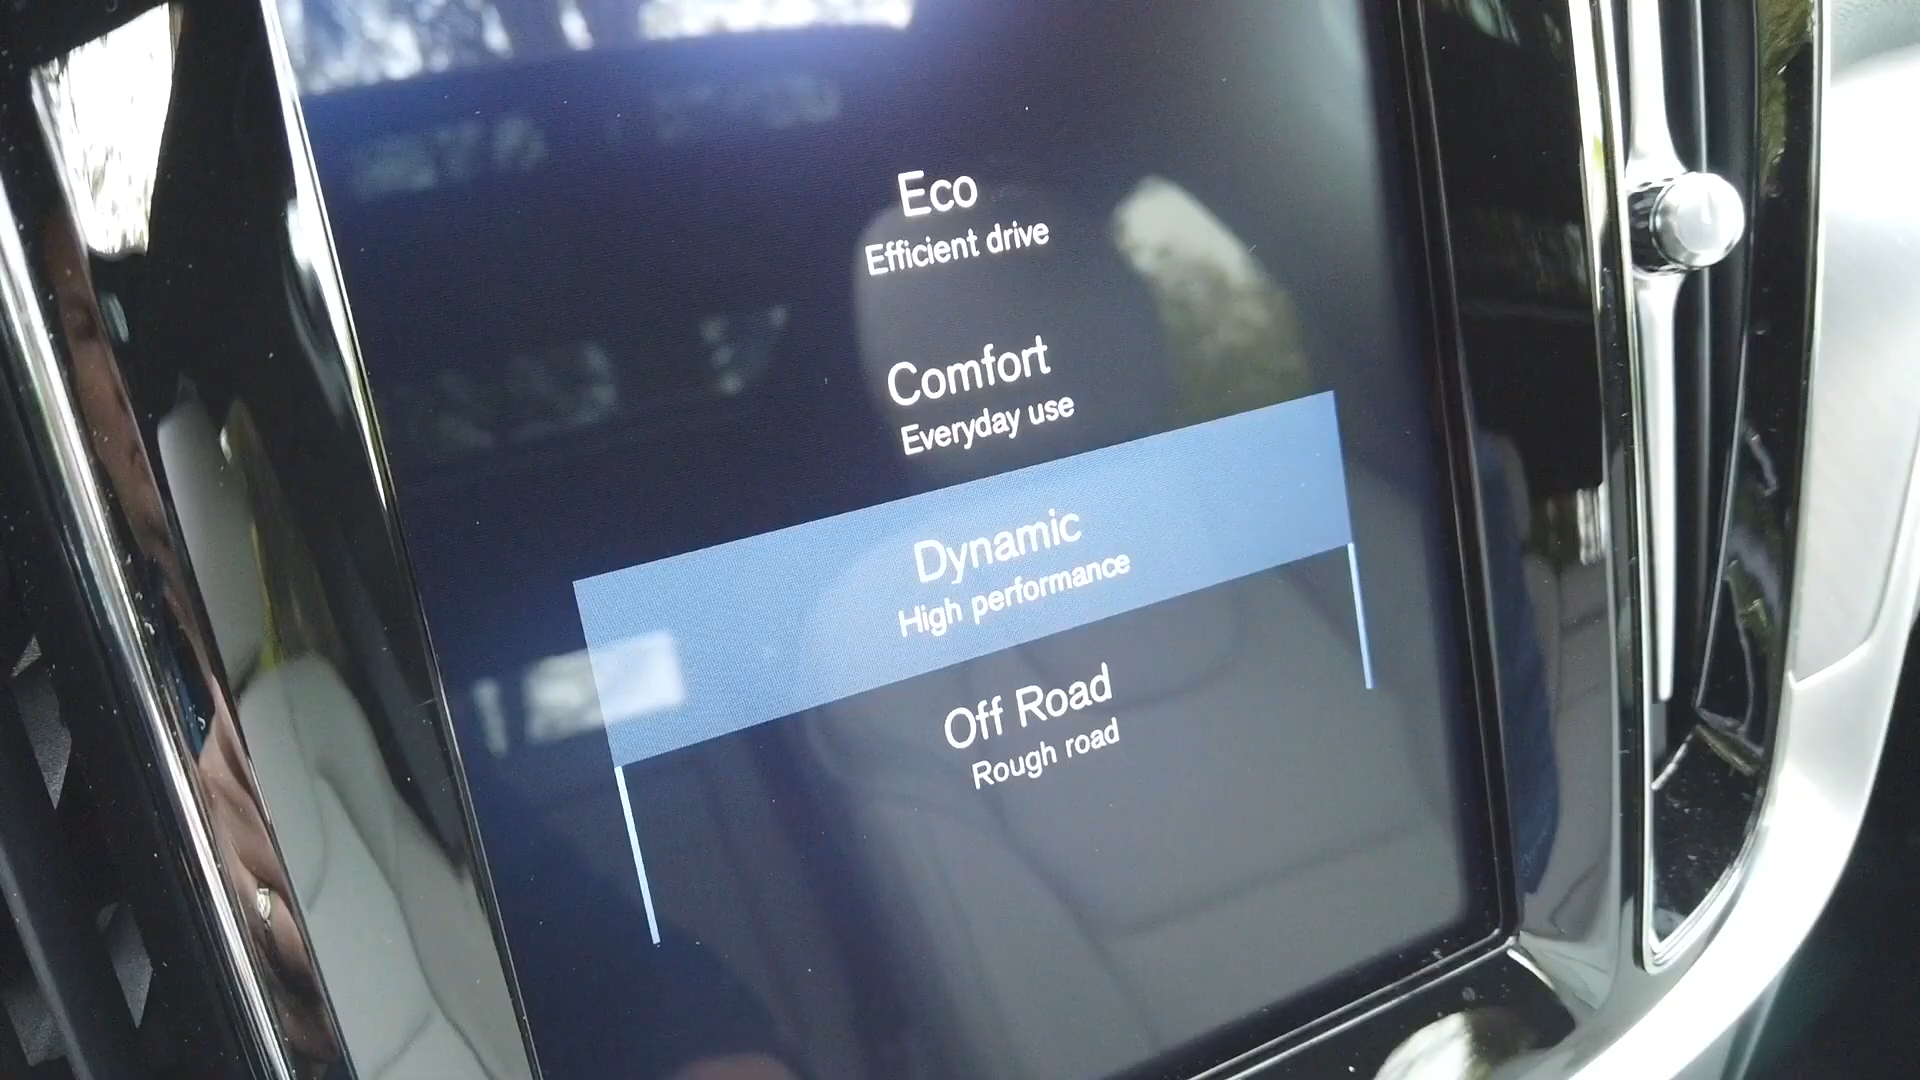 Eco
Efficient drive
Comfort
Everyday use
Dynamic
High performance
Off Road
Rough road